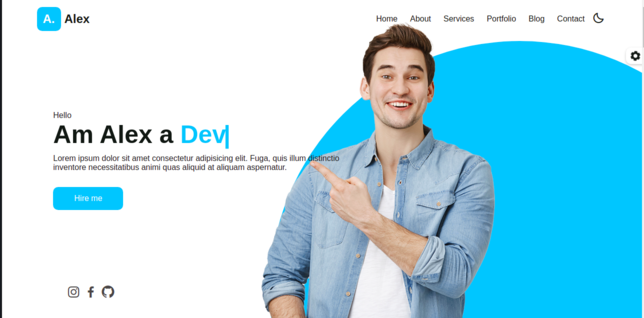 A. Alex
Home About Services Portfolio Blog Contact
Hello
Am Alex a Dev
Lorem ipsum dolor sit amet consectetur adipisicing elit. Fuga, quis illum distinctio
inventore necessitatibus animi quas aliquid at aliquam aspernatur.
Hire me